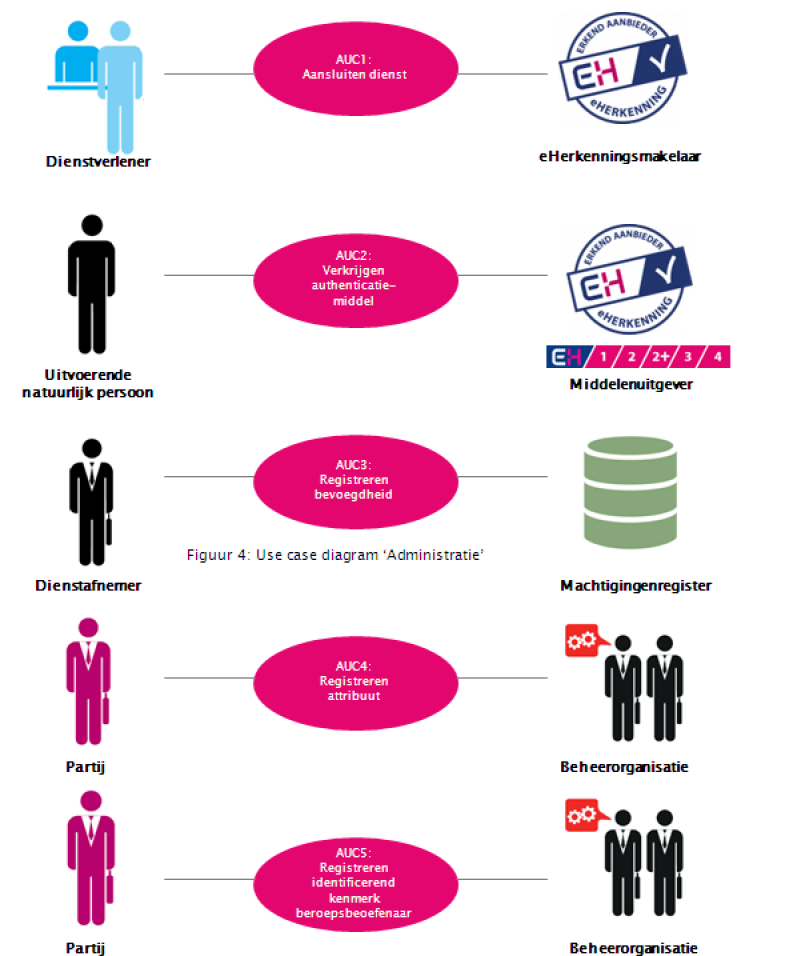 AUC1:
Aansluiten dienst
ERKEND AANBIEDER
EH
eHERKENNING
Dienstverlener
eHerkenningsmakelaar
AUC2:
Verkrijgen
authenticatie-
middel
ERKEND AANBIEDER
EH
eHERKENNING
EH 1 2 2+ 3 4
Uitvoerende
natuurlijk persoon
Middelenuitgever
AUC3:
Registreren
bevoegdheid
Figuur 4: Use case diagram ‘Administratie’
Dienstafnemer
Machtigingenregister
AUC4:
Registreren
attribuut
Partij
Beheerorganisatie
AUC5:
Registreren
identificerend
kenmerk
beroepsbeoefenaar
Partij
Beheerorganisatie